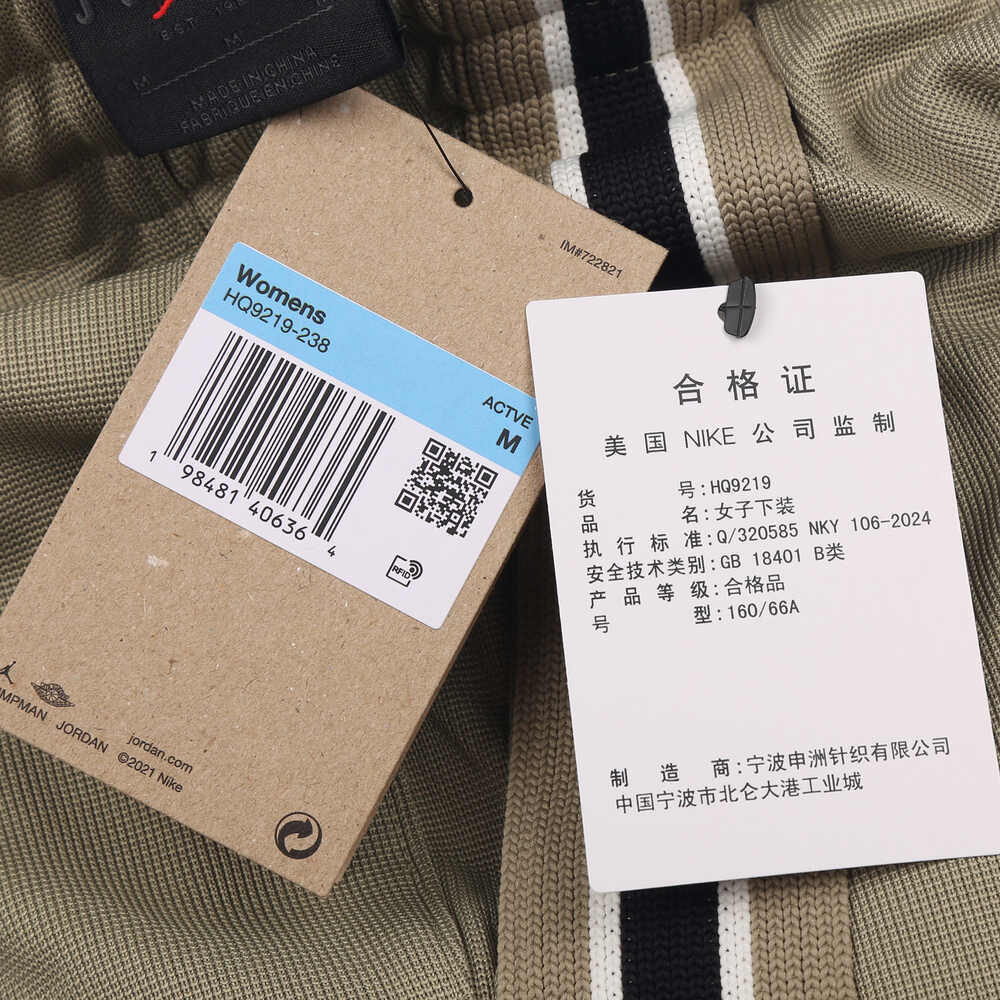 EST. 198
M
M
MADE IN CHINA
FABRIQUÉ EN CHINE
IM#722821
Womens
HQ9219-238
ACTVE
M
1 98481 40636 4
RFID
JORDAN
jordan.com
©2021 Nike
合格证
美国 NIKE 公司监制
货 号:HQ9219
品 名:女子下装
执行标准:Q/320585 NKY 106-2024
安全技术类别:GB 18401 B类
产品等级:合格品
号 型:160/66A
制 造 商:宁波申洲针织有限公司
中国宁波市北仑大港工业城